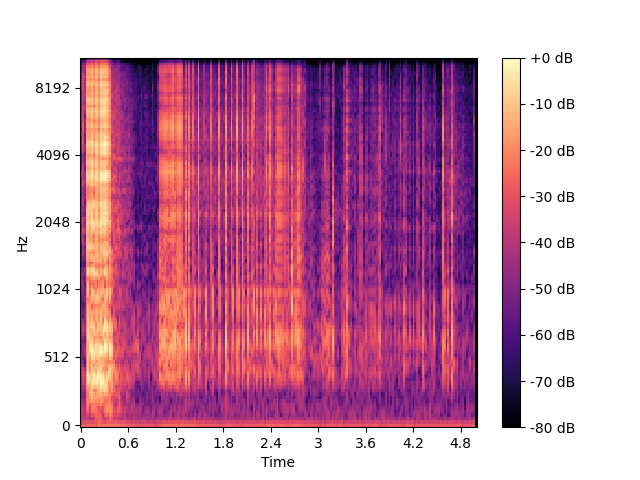 8192
4096
2048
1024
512
0
Hz
0 0.6 1.2 1.8 2.4 3 3.6 4.2 4.8
Time
+0 dB
-10 dB
-20 dB
-30 dB
-40 dB
-50 dB
-60 dB
-70 dB
-80 dB